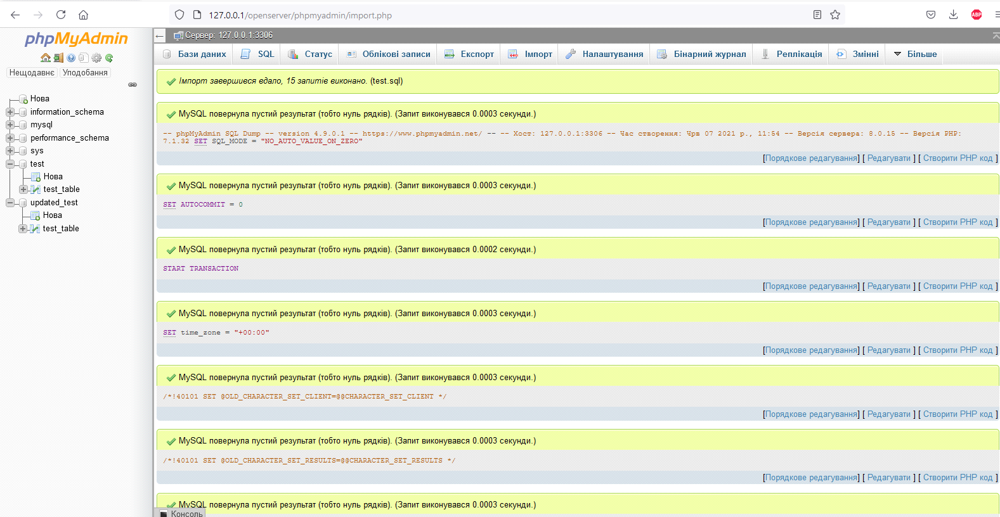 127.0.0.1/openserver/phpmyadmin/import.php
ABP
phpMyAdmin
Нещодавнє Уподобання
Нова
information_schema
mysql
performance_schema
sys
test
Нова
test_table
updated_test
Нова
test_table
Сервер: 127.0.0.1:3306
Бази даних SQL Статус Облікові записи Експорт Імпорт Налаштування Бінарний журнал Реплікація Змінні Більше
Імпорт завершився вдало, 15 запитів виконано. (test.sql)
MySQL повернула пустий результат (тобто нуль рядків). (Запит виконувався 0.0003 секунди.)
-- phpMyAdmin SQL Dump -- version 4.9.0.1 -- https://www.phpmyadmin.net/ -- -- Хост: 127.0.0.1:3306 -- Час створення: Чрв 07 2021 р., 11:54 -- Версія сервера: 8.0.15 -- Версія PHP:
7.1.32 SET SQL_MODE = "NO_AUTO_VALUE_ON_ZERO"
[Порядкове редагування] [ Редагувати ] [ Створити PHP код ]
MySQL повернула пустий результат (тобто нуль рядків). (Запит виконувався 0.0003 секунди.)
SET AUTOCOMMIT = 0
[Порядкове редагування] [ Редагувати ] [ Створити PHP код ]
MySQL повернула пустий результат (тобто нуль рядків). (Запит виконувався 0.0002 секунди.)
START TRANSACTION
[Порядкове редагування] [ Редагувати ] [ Створити PHP код ]
MySQL повернула пустий результат (тобто нуль рядків). (Запит виконувався 0.0003 секунди.)
SET time_zone = "+00:00"
[Порядкове редагування] [ Редагувати ] [ Створити PHP код ]
MySQL повернула пустий результат (тобто нуль рядків). (Запит виконувався 0.0003 секунди.)
/*!40101 SET @OLD_CHARACTER_SET_CLIENT=@@CHARACTER_SET_CLIENT */
[Порядкове редагування] [ Редагувати ] [ Створити PHP код ]
MySQL повернула пустий результат (тобто нуль рядків). (Запит виконувався 0.0003 секунди.)
/*!40101 SET @OLD_CHARACTER_SET_RESULTS=@@CHARACTER_SET_RESULTS */
[Порядкове редагування] [ Редагувати ] [ Створити PHP код ]
MySQL повернула пустий результат (тобто нуль рядків). (Запит виконувався 0.0003 секунди.)
Консоль